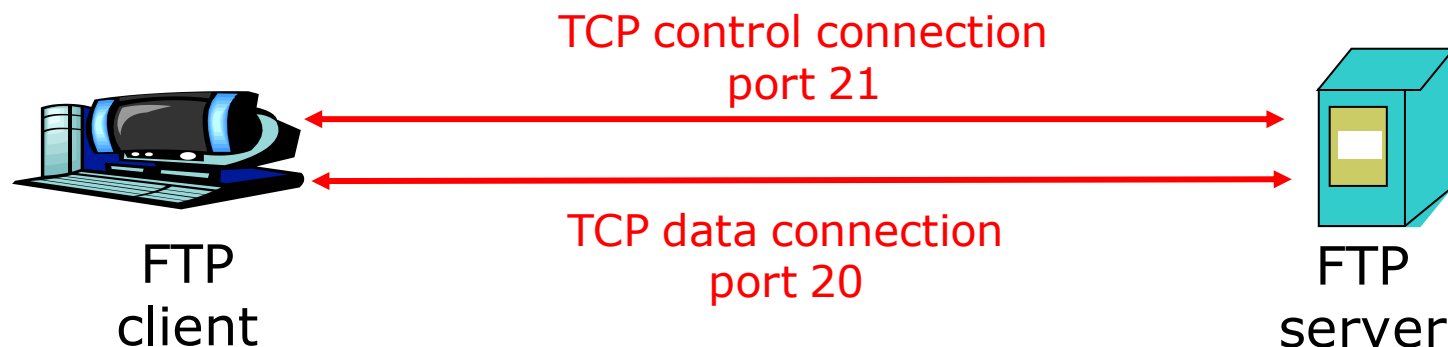 TCP control connection
port 21
TCP data connection
port 20
FTP
client
FTP
server